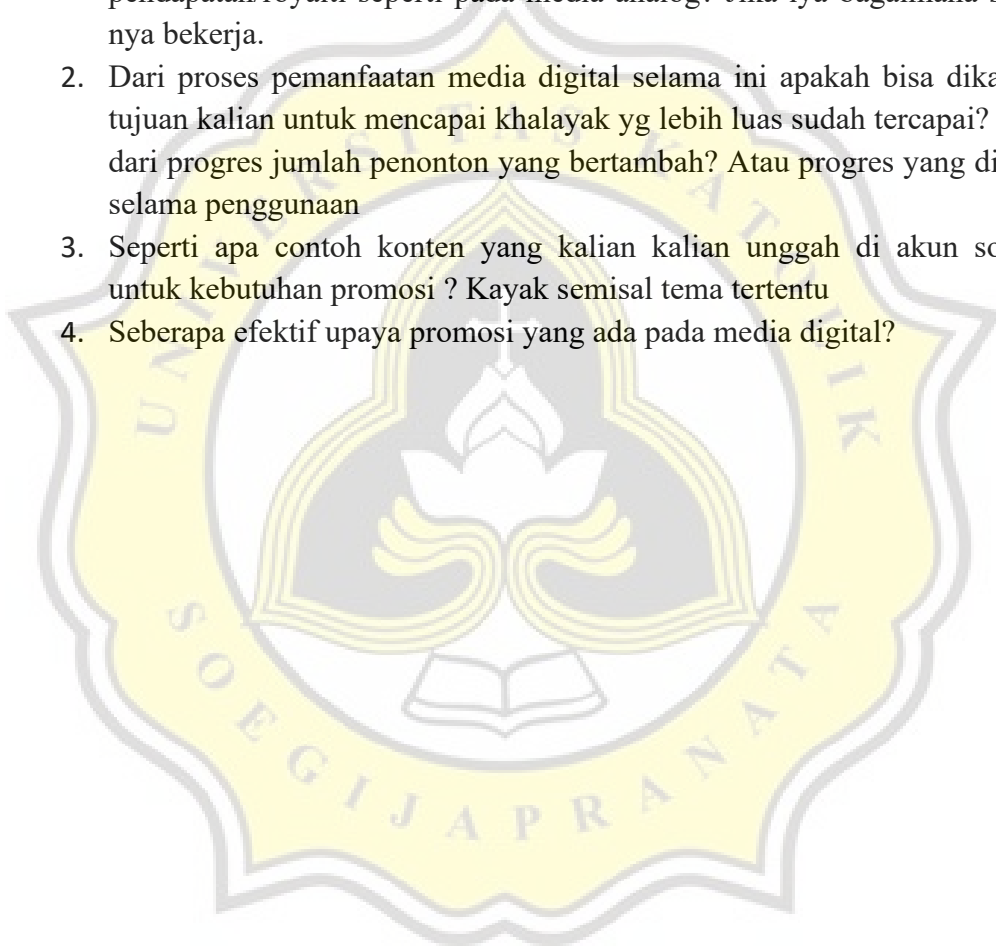 pendapatan/royalti seperti pada media analog? Jika iya bagaimana
nya bekerja.
2. Dari proses pemanfaatan media digital selama ini apakah bisa
tujuan kalian untuk mencapai khalayak yg lebih luas sudah tercapai?
dari progres jumlah penonton yang bertambah? Atau progres yang
selama penggunaan
3. Seperti apa contoh konten yang kalian kalian unggah di akun
untuk kebutuhan promosi ? Kayak semisal tema tertentu
4. Seberapa efektif upaya promosi yang ada pada media digital?
UNIVERSITAS KATOLIK
SOEGIJAPRANATA